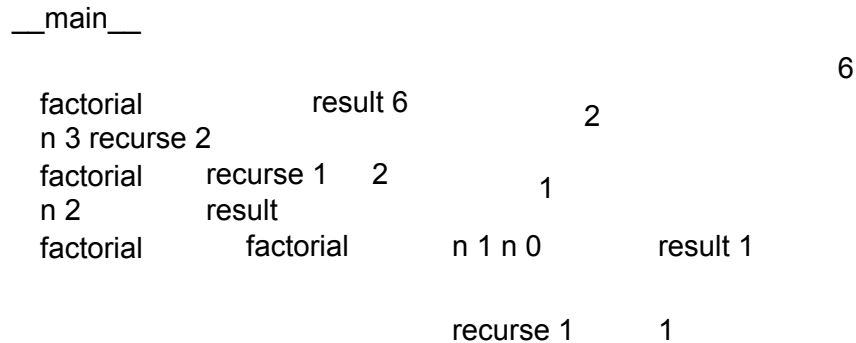 __main__
6
factorial result 6 2
n 3 recurse 2
factorial recurse 1 2 1
n 2 result
factorial factorial n 1 n 0 result 1
recurse 1 1